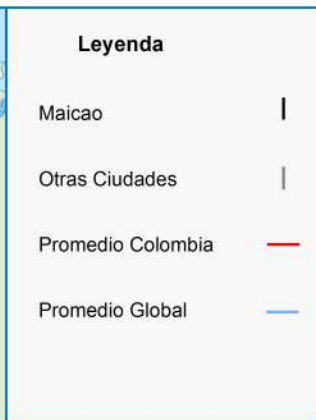 Leyenda
Maicao
Otras Ciudades
Promedio Colombia
Promedio Global